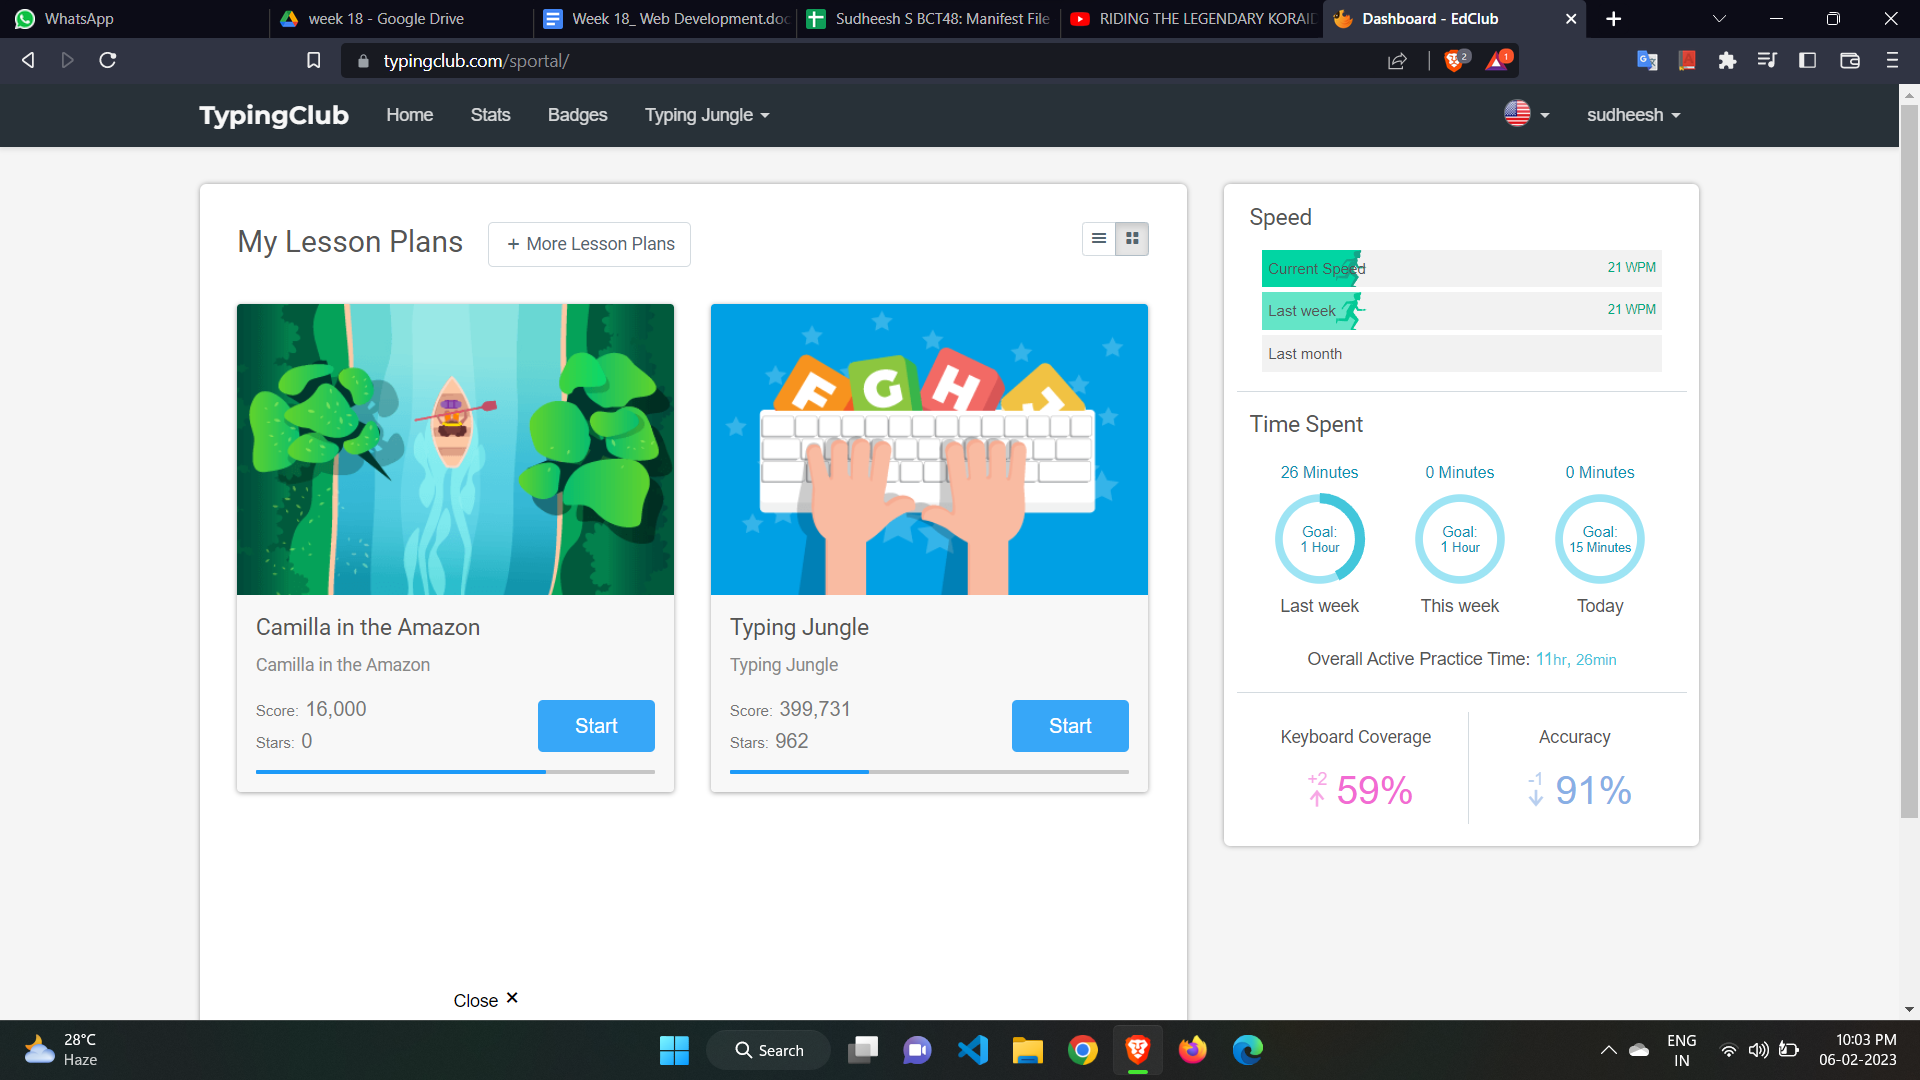 WhatsApp
week 18 - Google Drive
Week 18_ Web Development.doc
Sudheesh S BCT48: Manifest File
RIDING THE LEGENDARY KORAID
Dashboard - EdClub
typingclub.com/sportal/
2
1
TypingClub
Home
Stats
Badges
Typing Jungle
sudheesh
My Lesson Plans
+ More Lesson Plans
F G H J
Camilla in the Amazon
Camilla in the Amazon
Score: 16,000
Stars: 0
Start
Typing Jungle
Typing Jungle
Score: 399,731
Stars: 962
Start
Close
Speed
Current Speed 21 WPM
Last week 21 WPM
Last month
Time Spent
26 Minutes
Goal:
1 Hour
Last week
0 Minutes
Goal:
1 Hour
This week
0 Minutes
Goal:
15 Minutes
Today
Overall Active Practice Time: 11hr, 26min
Keyboard Coverage
+2 59%
Accuracy
-1 91%
28°C
Haze
Search
ENG
IN
10:03 PM
06-02-2023